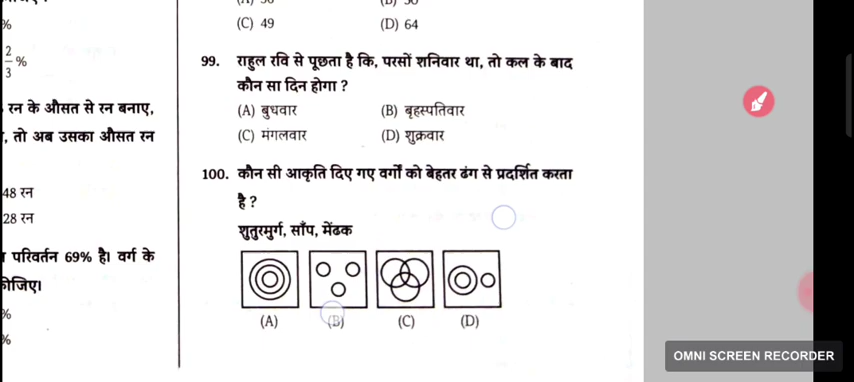 %
2/3 %
रन के औसत से रन बनाए,
, तो अब उसका औसत रन
48 रन
28 रन
परिवर्तन 69% है। वर्ग के
कीजिए।
%
%
(C) 49
(D) 64
99. राहुल रवि से पूछता है कि, परसों शनिवार था, तो कल के बाद
कौन सा दिन होगा ?
(A) बुधवार
(B) बृहस्पतिवार
(C) मंगलवार
(D) शुक्रवार
100. कौन सी आकृति दिए गए वर्गों को बेहतर ढंग से प्रदर्शित करता
है ?
शुतुरमुर्ग, साँप, मेंढक
(A)
(B)
(C)
(D)
OMNI SCREEN RECORDER